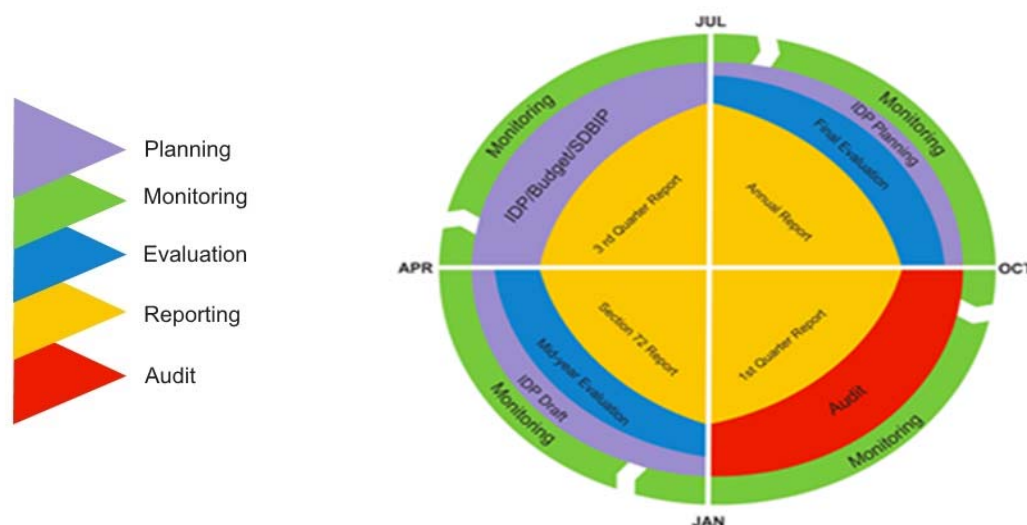 Planning
Monitoring
Evaluation
Reporting
Audit
JUL
Monitoring
IDP/Budget/SDBIP
3 rd Quarter Report
Monitoring
IDP Planning
Final Evaluation
Annual Report
APR
OCT
Monitoring
IDP Draft
Mid-year Evaluation
Section 72 Report
1st Quarter Report
Audit
Monitoring
JAN